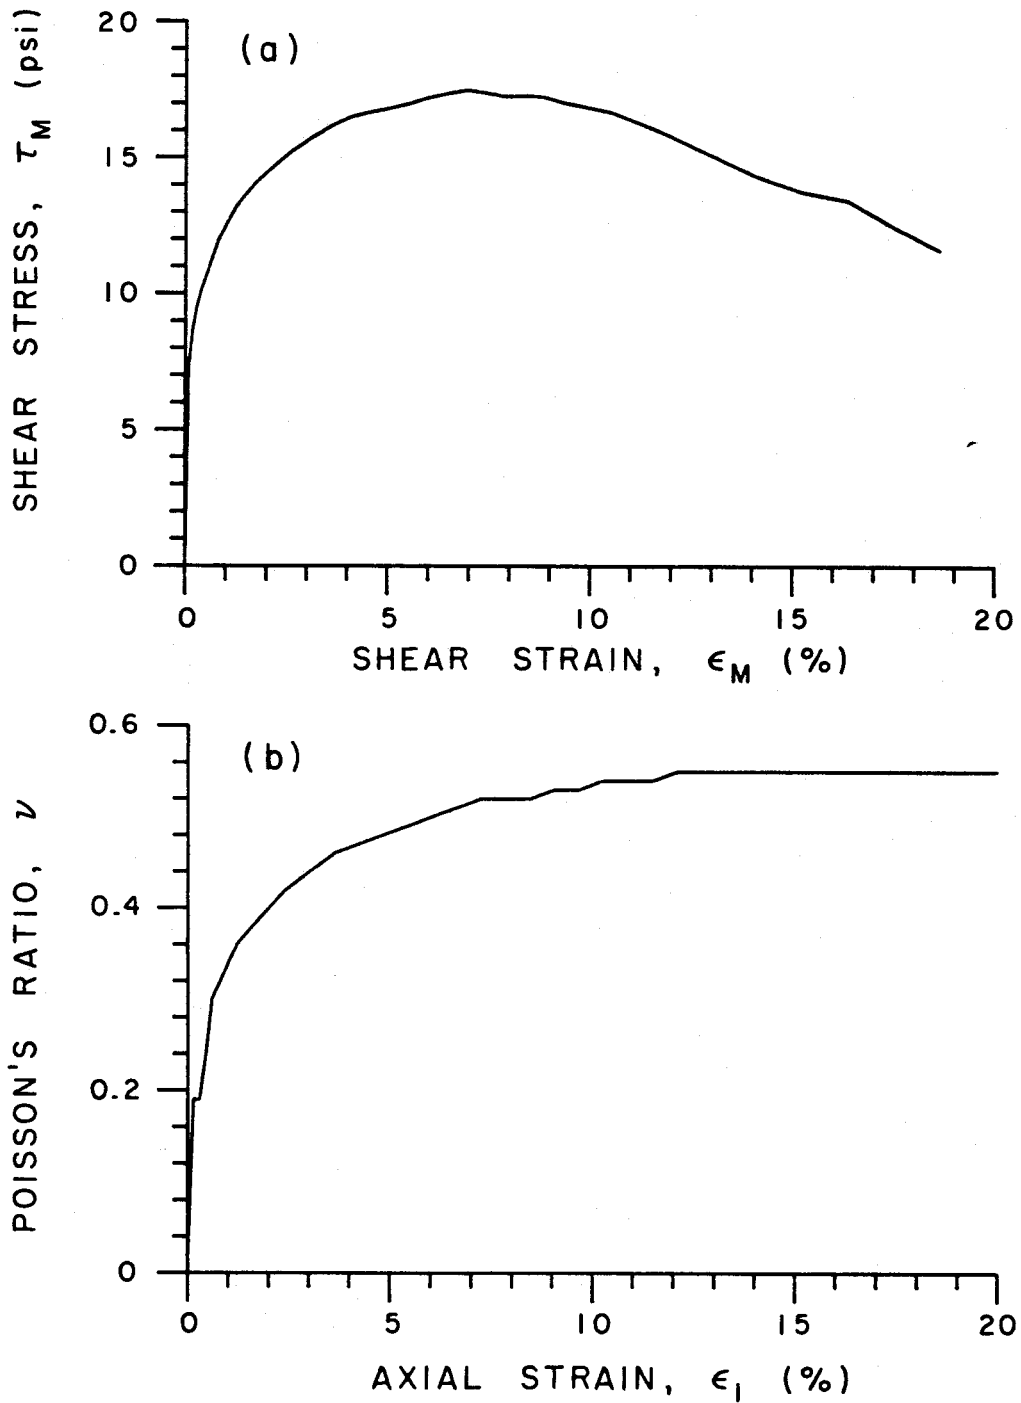 (a)
SHEAR STRESS, τM (psi)
20
15
10
5
0
0 5 10 15 20
SHEAR STRAIN, ϵM (%)
(b)
POISSON'S RATIO, ν
0.6
0.4
0.2
0
0 5 10 15 20
AXIAL STRAIN, ϵ1 (%)